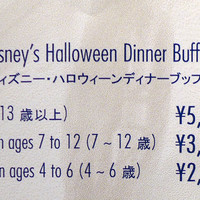 sney's Halloween Dinner Buff
ィズニー・ハロウィーンディナーブッフ
13 歳以上) ¥5,
n ages 7 to 12 (7 ~ 12 歳) ¥3,
n ages 4 to 6 (4 ~ 6 歳) ¥2,